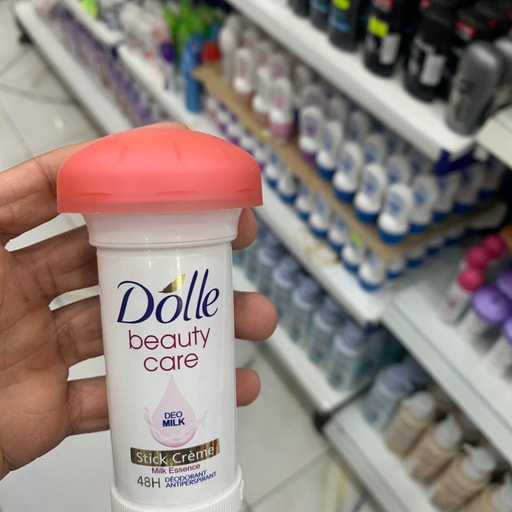 Dolle
beauty
care
DEO
MILK
Stick Crème
Milk Essence
48H DÉODORANT
ANTIPERSPIRANT